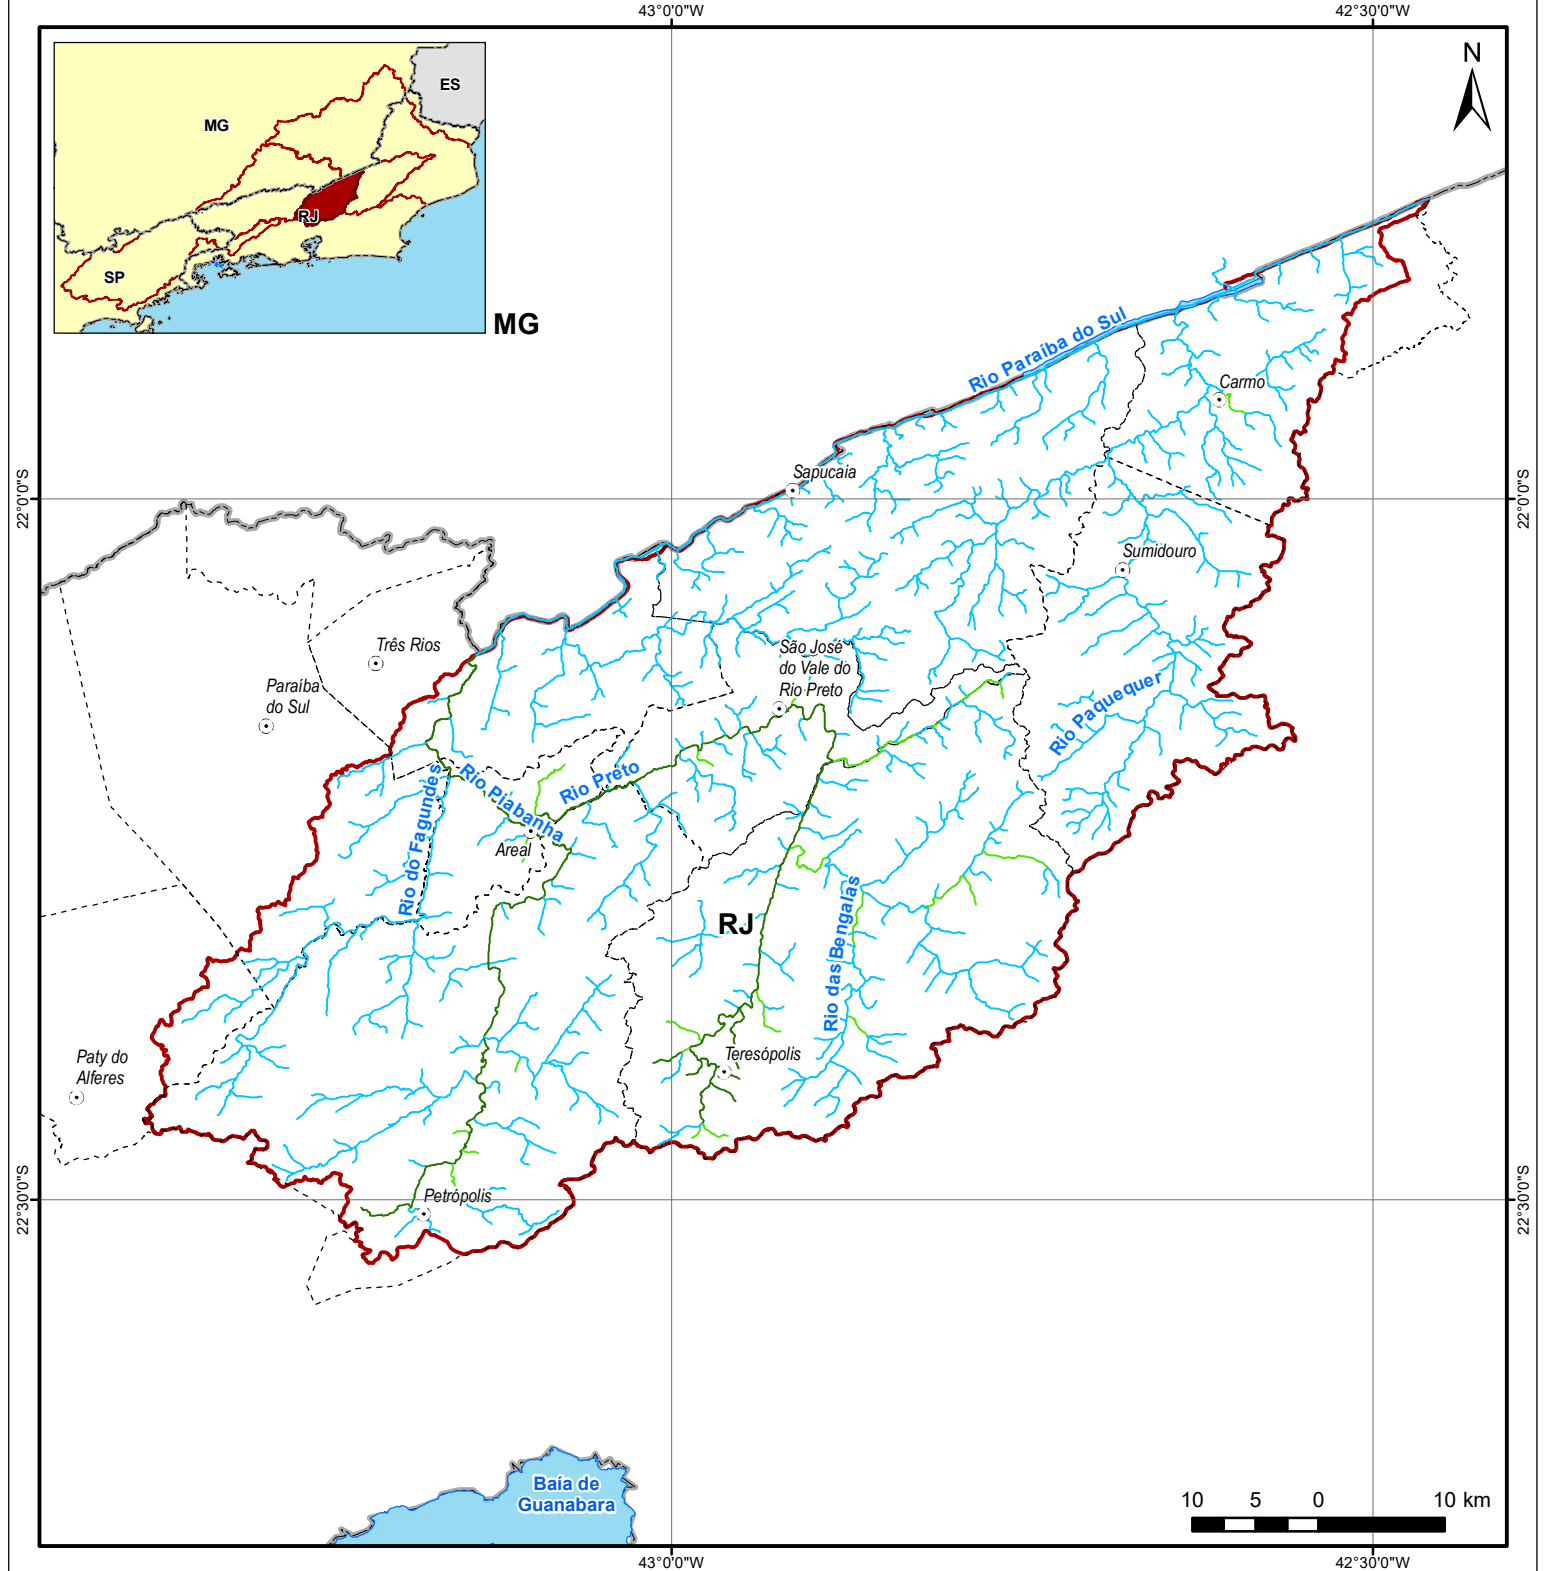 43°0'0"W
42°30'0"W
ES
MG
RJ
SP
MG
N
Rio Paraíba do Sul
Carmo
Sapucaia
22°0'0"S
22°0'0"S
Sumidouro
Três Rios
São José
do Vale do
Rio Preto
Paraíba
do Sul
Rio Paquequer
Rio Piabanha
Rio Preto
Rio do Fagundes
Areal
RJ
Rio das Bengalas
Teresópolis
Paty do
Alferes
22°30'0"S
22°30'0"S
Petrópolis
Baía de
Guanabara
10 5 0 10 km
43°0'0"W
42°30'0"W